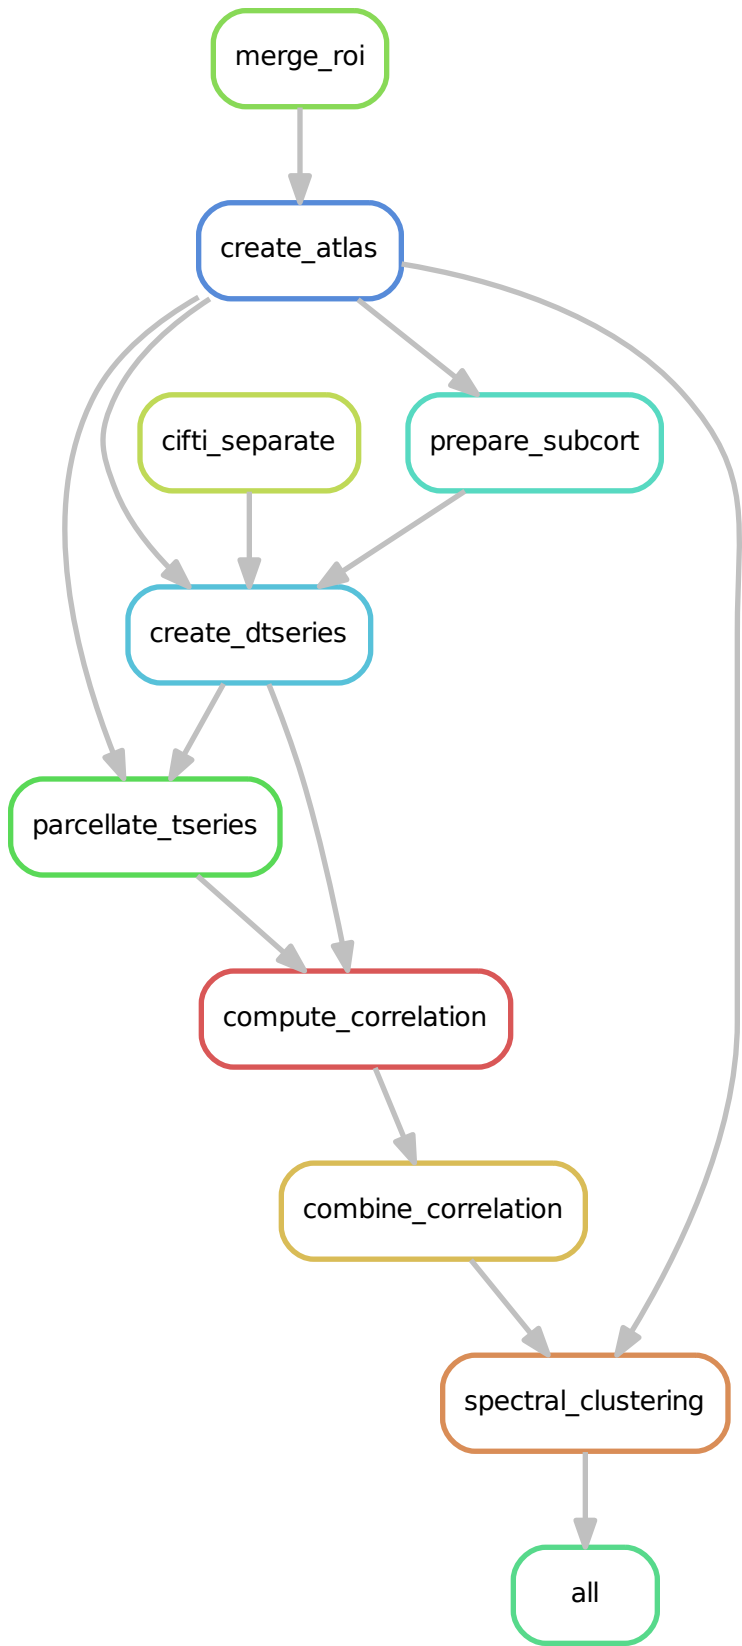 merge_roi
create_atlas
cifti_separate
prepare_subcort
create_dtseries
parcellate_tseries
compute_correlation
combine_correlation
spectral_clustering
all